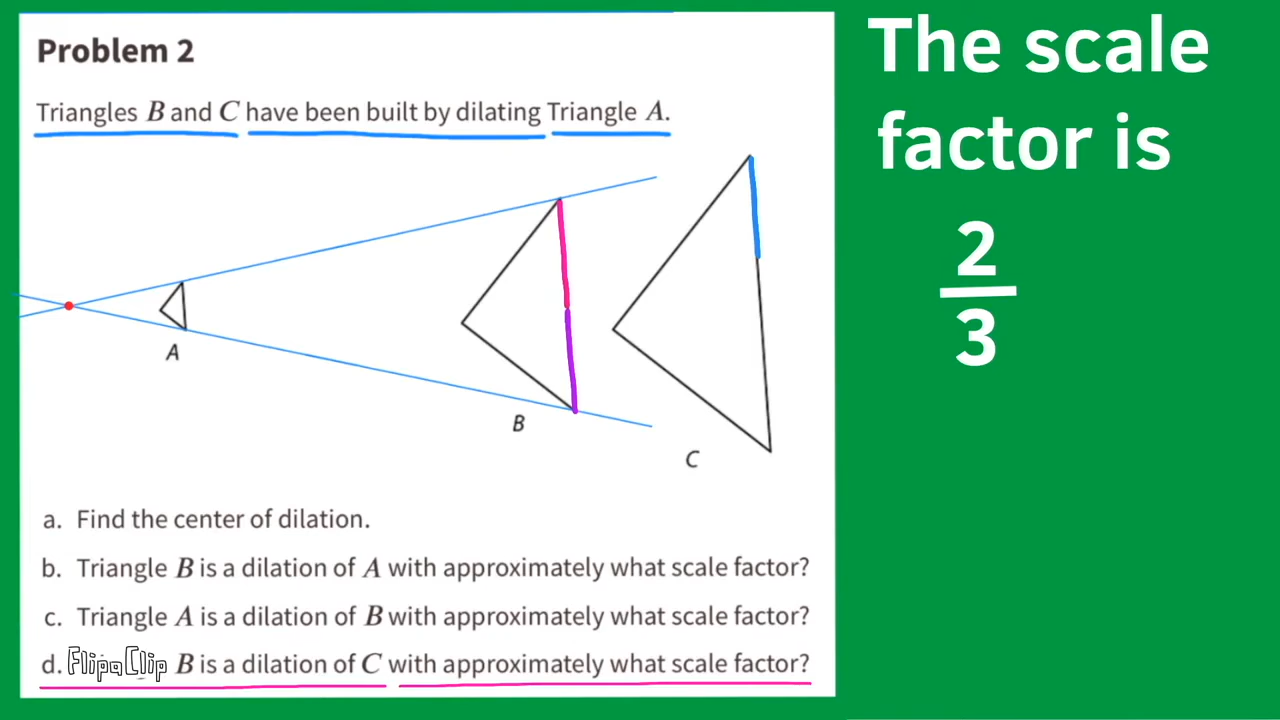 Problem 2
Triangles B and C have been built by dilating Triangle A.
A
B
C
a. Find the center of dilation.
b. Triangle B is a dilation of A with approximately what scale factor?
c. Triangle A is a dilation of B with approximately what scale factor?
d. FlipaClip B is a dilation of C with approximately what scale factor?
The scale
factor is
2
3